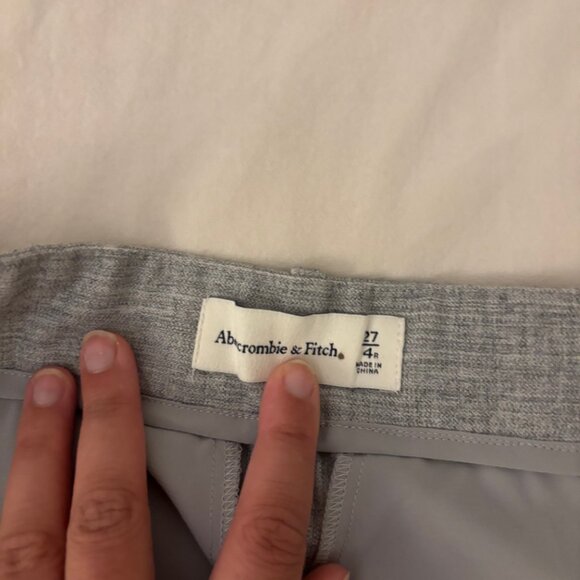 Abercrombie & Fitch.
27
4R
MADE IN
CHINA